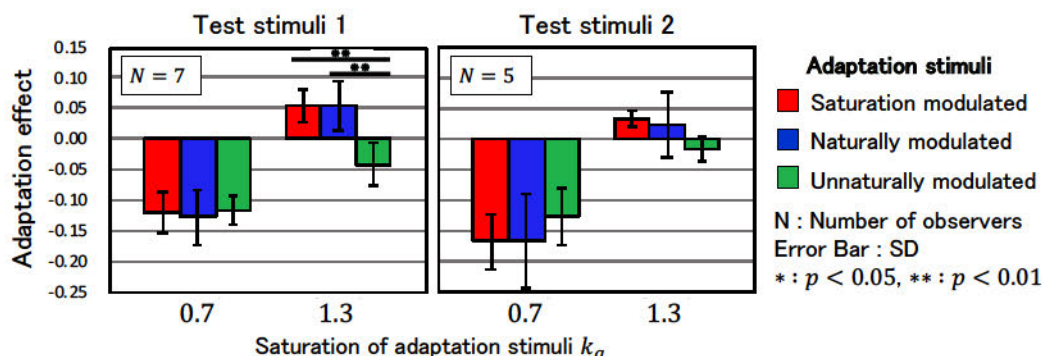 Test stimuli 1
Test stimuli 2
Adaptation effect
0.15
0.10
0.05
0.00
-0.05
-0.10
-0.15
-0.20
-0.25
N = 7
**
**
N = 5
0.7
1.3
0.7
1.3
Saturation of adaptation stimuli k_a
Adaptation stimuli
Saturation modulated
Naturally modulated
Unnaturally modulated
N : Number of observers
Error Bar : SD
* : p < 0.05, ** : p < 0.01